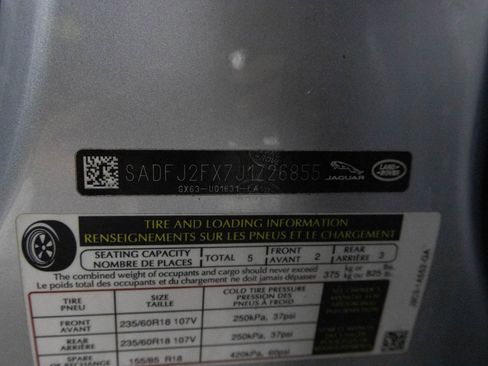 SADFJ2FX7J1Z26855 JAGUAR LAND ROVER
GX63-U01631-EA
TIRE AND LOADING INFORMATION
RENSEIGNEMENTS SUR LES PNEUS ET LE CHARGEMENT
SEATING CAPACITY TOTAL 5 FRONT 2 REAR 3
NOMBRE DE PLACES AVANT ARRIÈRE
The combined weight of occupants and cargo should never exceed 375 kg or 825 lbs.
Le poids total des occupants et du chargement ne doit jamais dépasser kg ou lb.
TIRE SIZE COLD TIRE PRESSURE
PNEU TAILLE PRESSION DES PNEUS À FROID
FRONT 235/60R18 107V 250kPa, 37psi
AVANT
REAR 235/60R18 107V 250kPa, 37psi
ARRIÈRE
SPARE 155/85 R18 420kPa, 60psi
DE RECHANGE